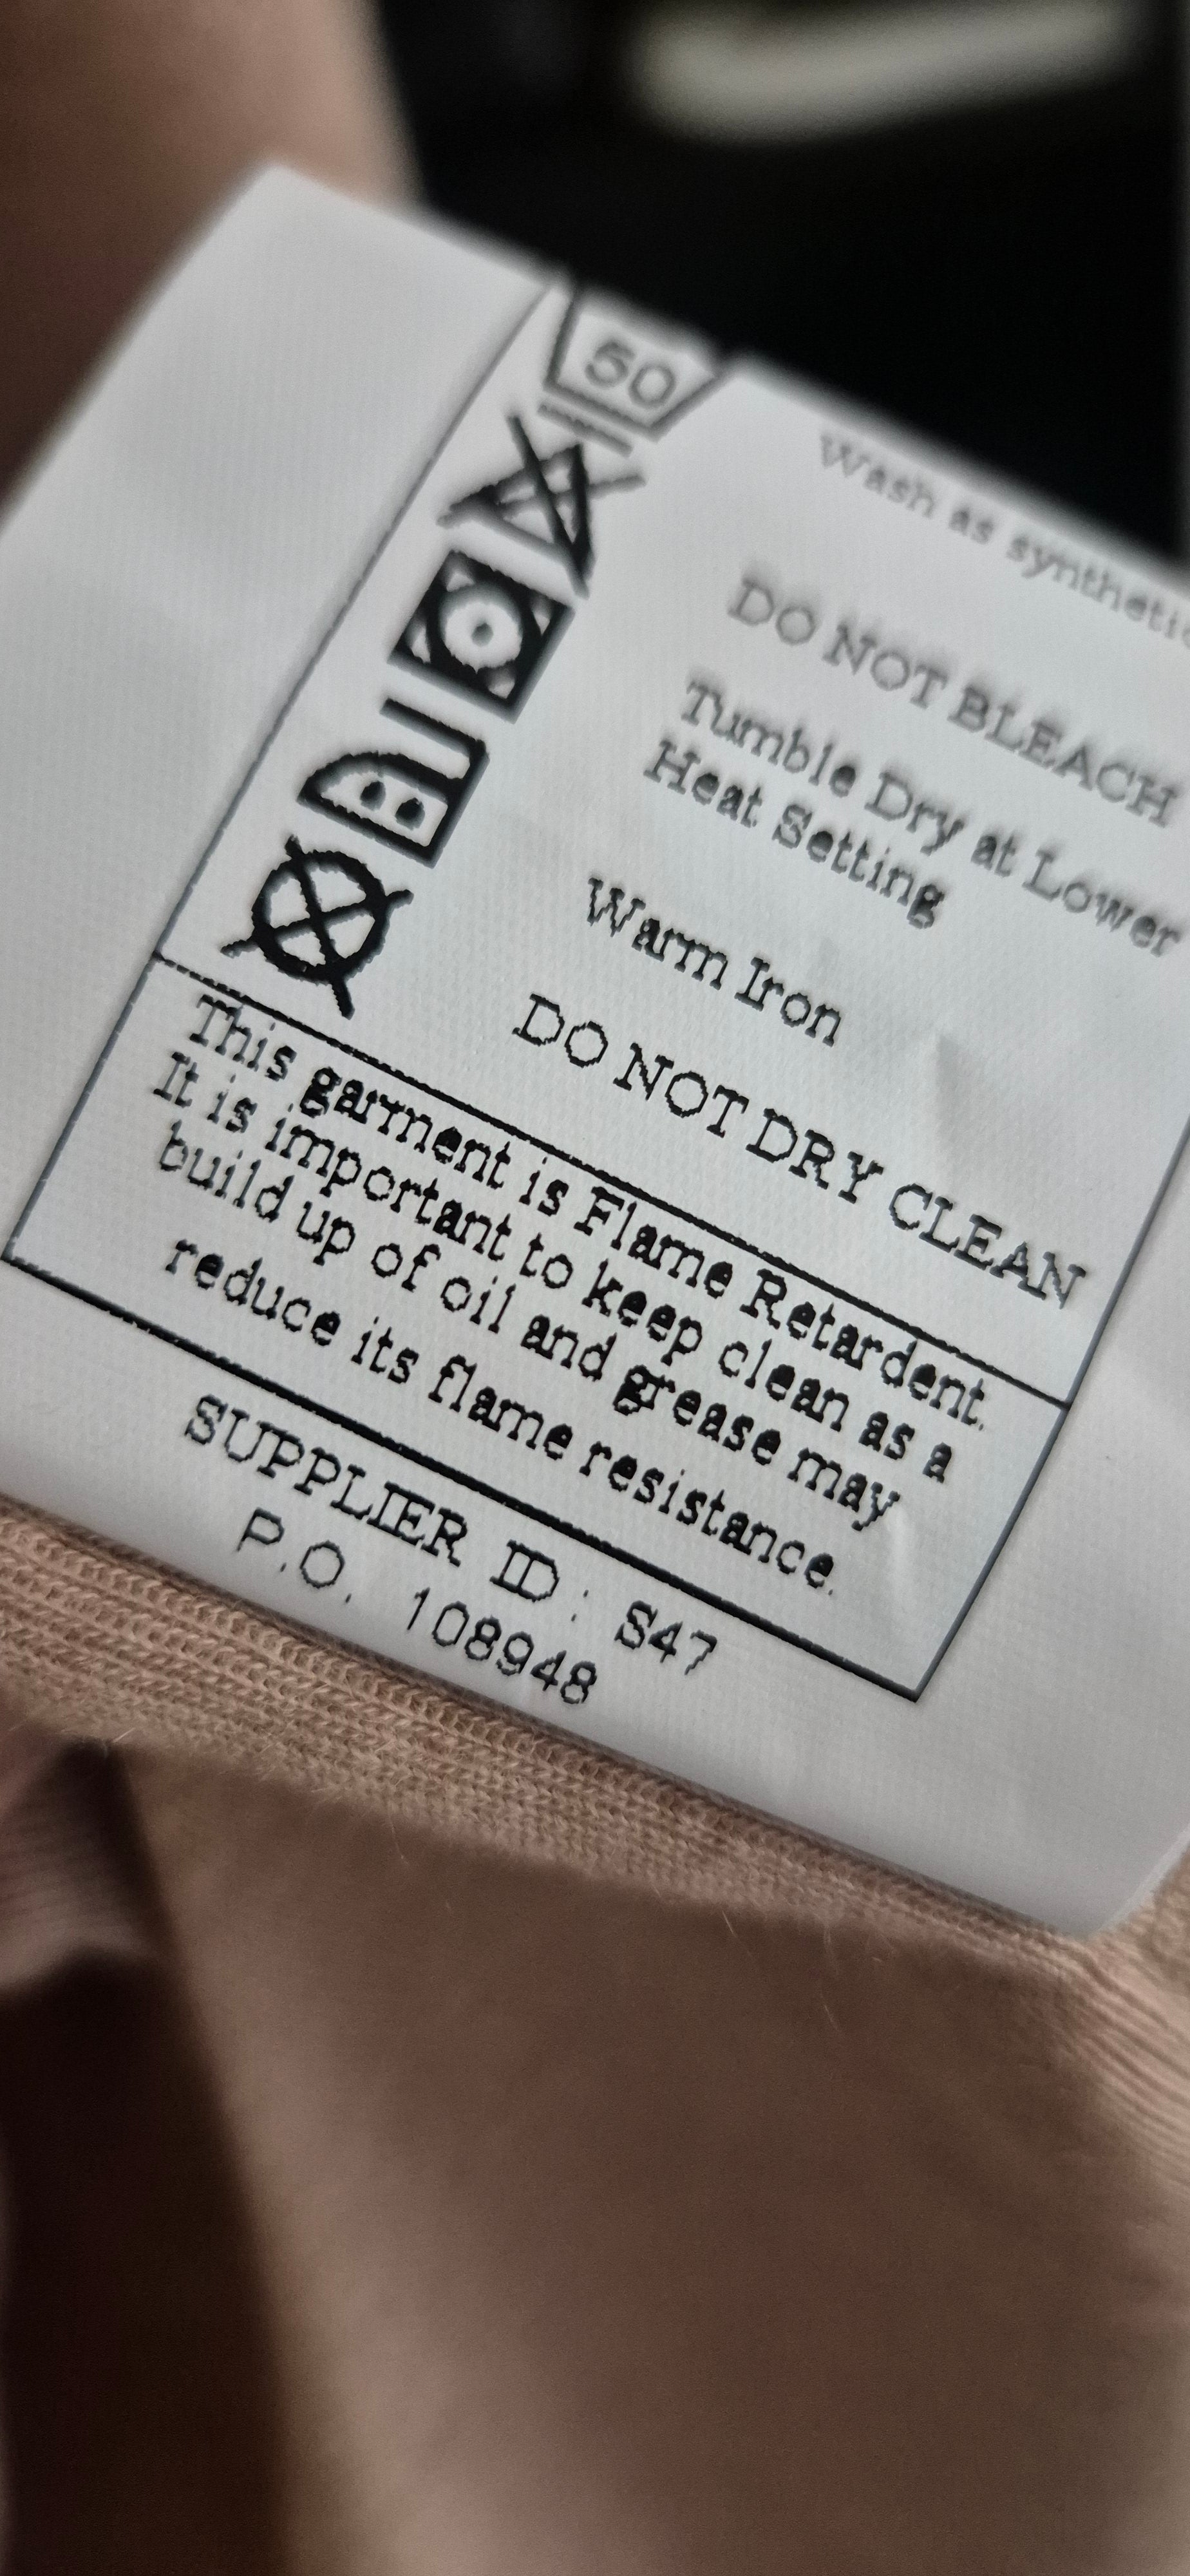 50
Wash as synthetic
DO NOT BLEACH
Tumble Dry at Lower
Heat Setting
Warm Iron
DO NOT DRY CLEAN
This garment is Flame Retardent.
It is important to keep clean as a
build up of oil and grease may
reduce its flame resistance.
SUPPLIER ID: S47
P.O. 108948